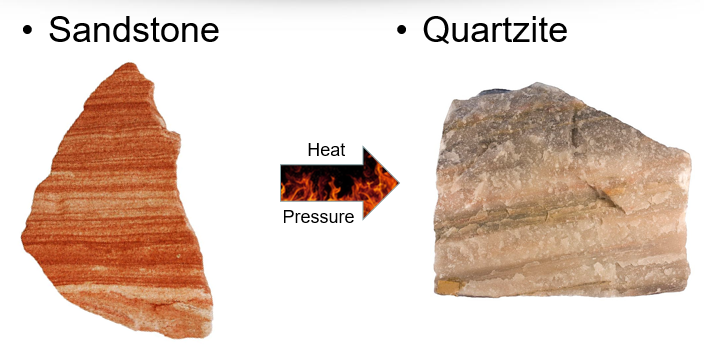 • Sandstone
• Quartzite
Heat
Pressure